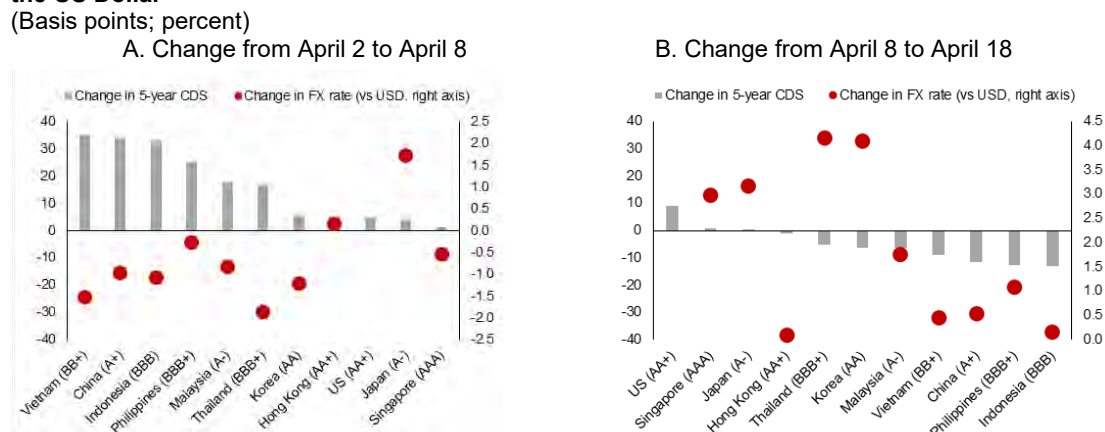 the US Dollar
(Basis points; percent)
A. Change from April 2 to April 8
Change in 5-year CDS
Change in FX rate (vs USD. right axis)
40
30
20
10
0
-10
-20
-30
-40
2.5
2.0
1.5
1.0
0.5
0.0
-0.5
-1.0
-1.5
-2.0
-2.5
Vietnam (BB+)
China (A+)
Indonesia (BBB)
Philippines (BBB+)
Malaysia (A-)
Thailand (BBB+)
Korea (AA)
Hong Kong (AA+)
US (AA+)
Japan (A-)
Singapore (AAA)
B. Change from April 8 to April 18
Change in 5-year CDS
Change in FX rate (vs USD, right axis)
40
30
20
10
0
-10
-20
-30
-40
4.5
4.0
3.5
3.0
2.5
2.0
1.5
1.0
0.5
0.0
US (AA+)
Singapore (AAA)
Japan (A-)
Hong Kong (AA+)
Thailand (BBB+)
Korea (AA)
Malaysia (A-)
Vietnam (BB+)
China (A+)
Philippines (BBB+)
Indonesia (BBB)